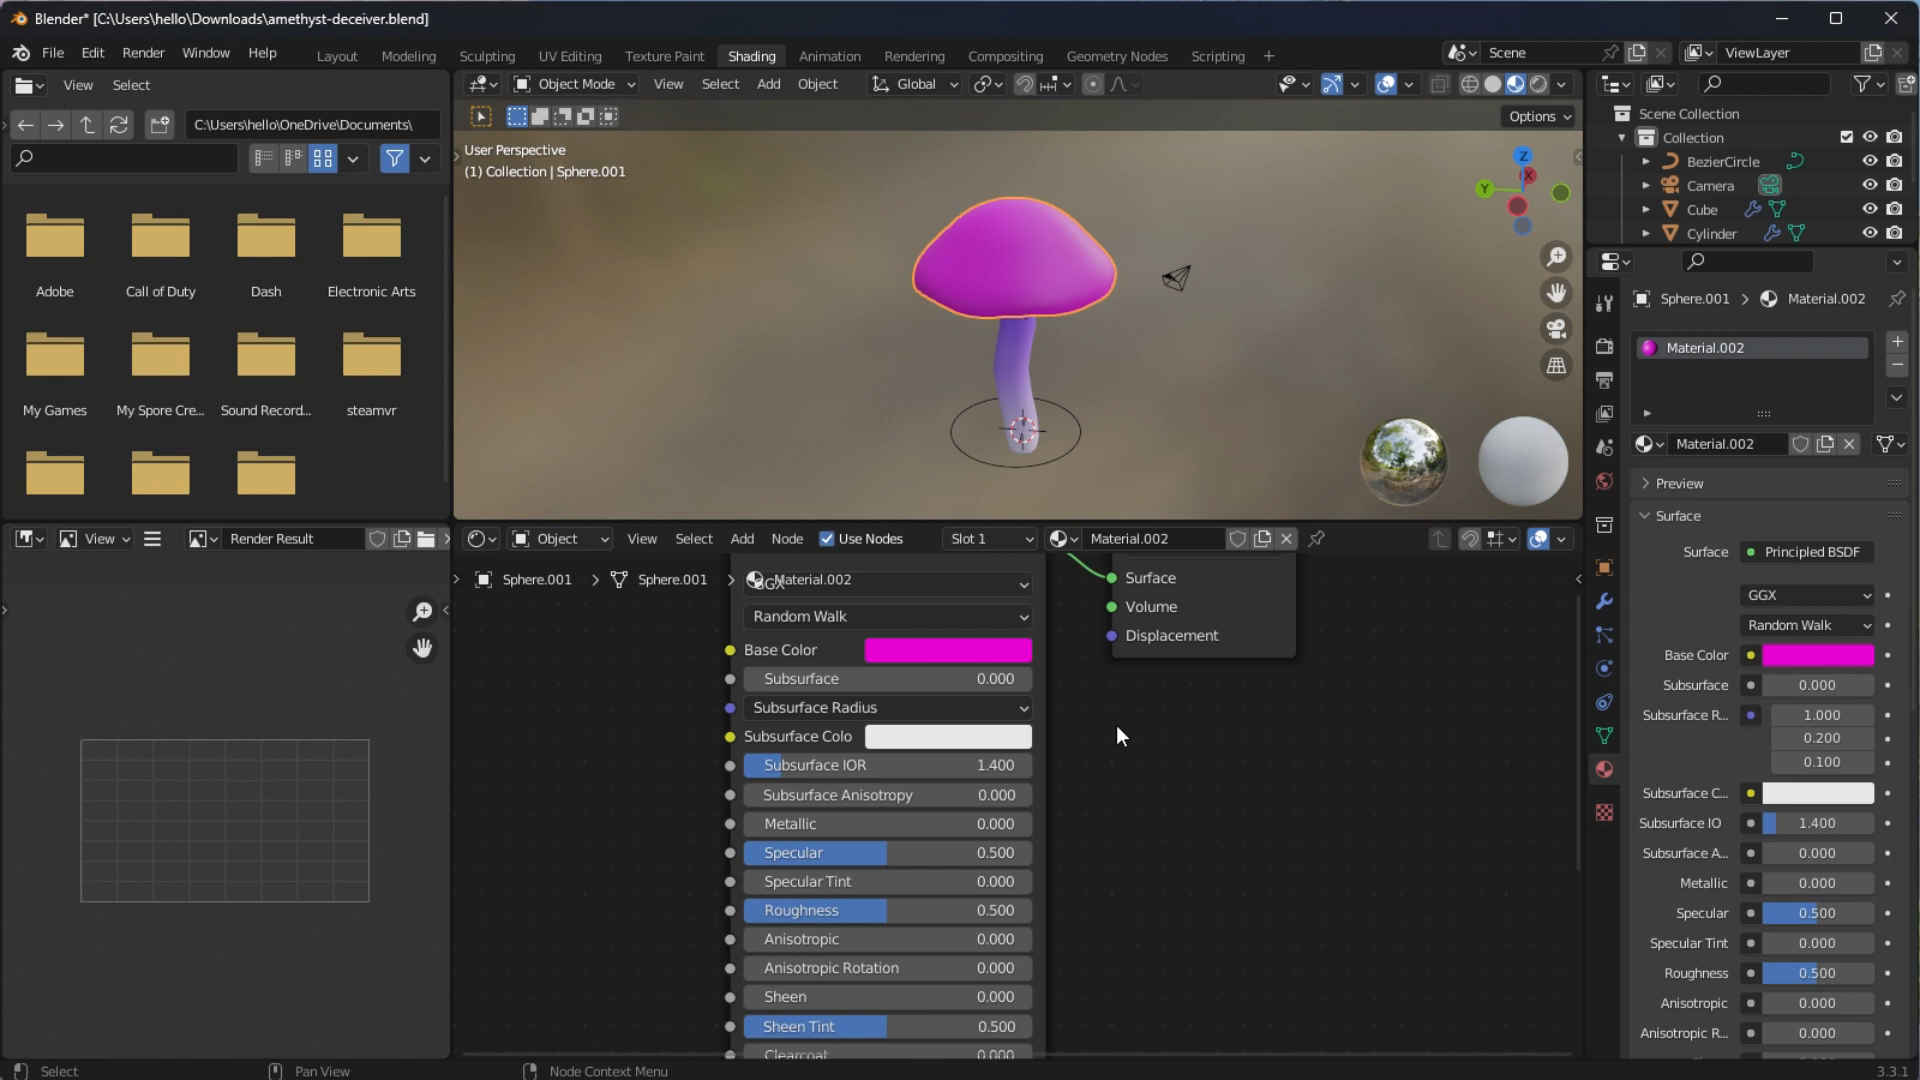 Blender* [C:\Users\hello\Downloads\amethyst-deceiver.blend]
File Edit Render Window Help Layout Modeling Sculpting UV Editing Texture Paint Shading Animation Rendering Compositing Geometry Nodes Scripting + Scene ViewLayer
View Select
Object Mode View Select Add Object Global
C:\Users\hello\OneDrive\Documents\
Options
Adobe Call of Duty Dash Electronic Arts
My Games My Spore Cre... Sound Record... steamvr
User Perspective
(1) Collection | Sphere.001
Z
Y
X
Scene Collection
Collection
BezierCircle
Camera
Cube
Cylinder
Sphere.001 > Material.002
Material.002
Material.002
Preview
Surface
Surface Principled BSDF
GGX
Random Walk
Base Color
Subsurface 0.000
Subsurface R... 1.000
0.200
0.100
Subsurface C...
Subsurface IO 1.400
Subsurface A... 0.000
Metallic 0.000
Specular 0.500
Specular Tint 0.000
Roughness 0.500
Anisotropic 0.000
Anisotropic R... 0.000
View Render Result
Object View Select Add Node Use Nodes Slot 1 Material.002
Sphere.001 > Sphere.001 > Material.002
GGX
Random Walk
Base Color
Subsurface 0.000
Subsurface Radius
Subsurface Colo
Subsurface IOR 1.400
Subsurface Anisotropy 0.000
Metallic 0.000
Specular 0.500
Specular Tint 0.000
Roughness 0.500
Anisotropic 0.000
Anisotropic Rotation 0.000
Sheen 0.000
Sheen Tint 0.500
Clearcoat 0.000
Surface
Volume
Displacement
Select Pan View Node Context Menu 3.3.1